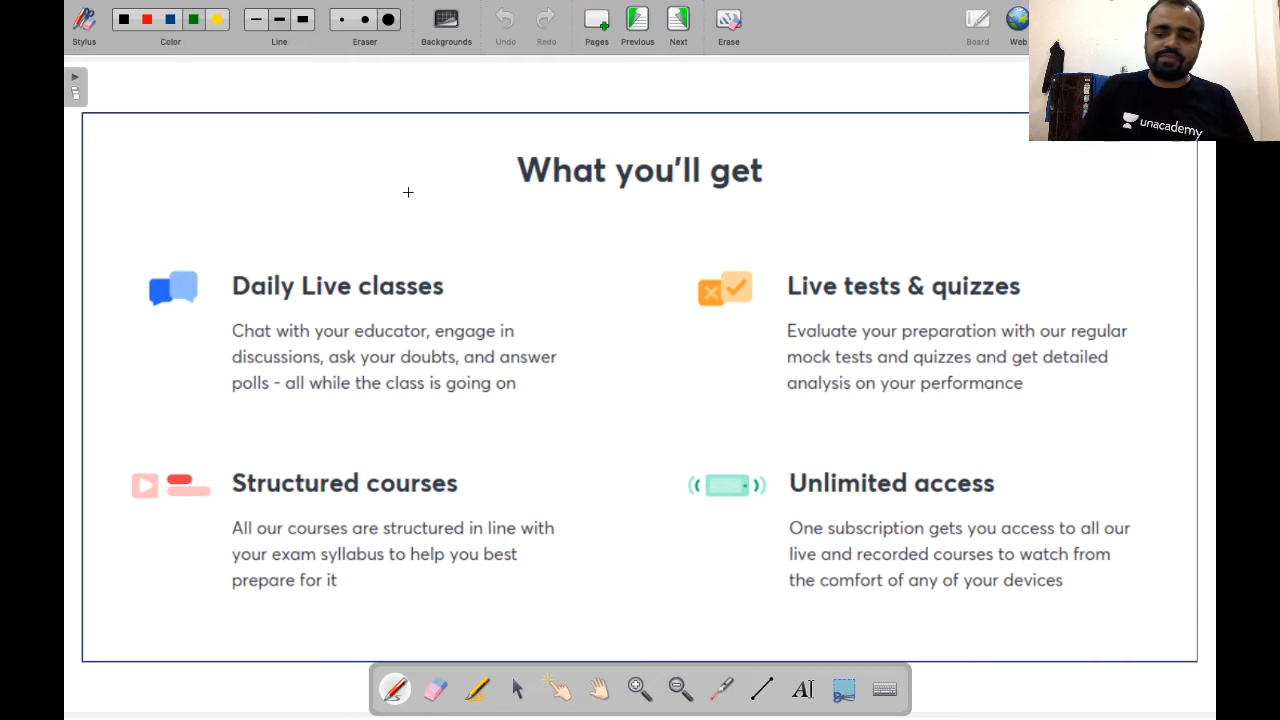 Stylus
Color
Line
Eraser
Backgrounds
Undo
Redo
Pages
Previous
Next
Erase
Board
Web
unacademy
What you'll get
Daily Live classes
Chat with your educator, engage in
discussions, ask your doubts, and answer
polls - all while the class is going on
Live tests & quizzes
Evaluate your preparation with our regular
mock tests and quizzes and get detailed
analysis on your performance
Structured courses
All our courses are structured in line with
your exam syllabus to help you best
prepare for it
Unlimited access
One subscription gets you access to all our
live and recorded courses to watch from
the comfort of any of your devices
AI